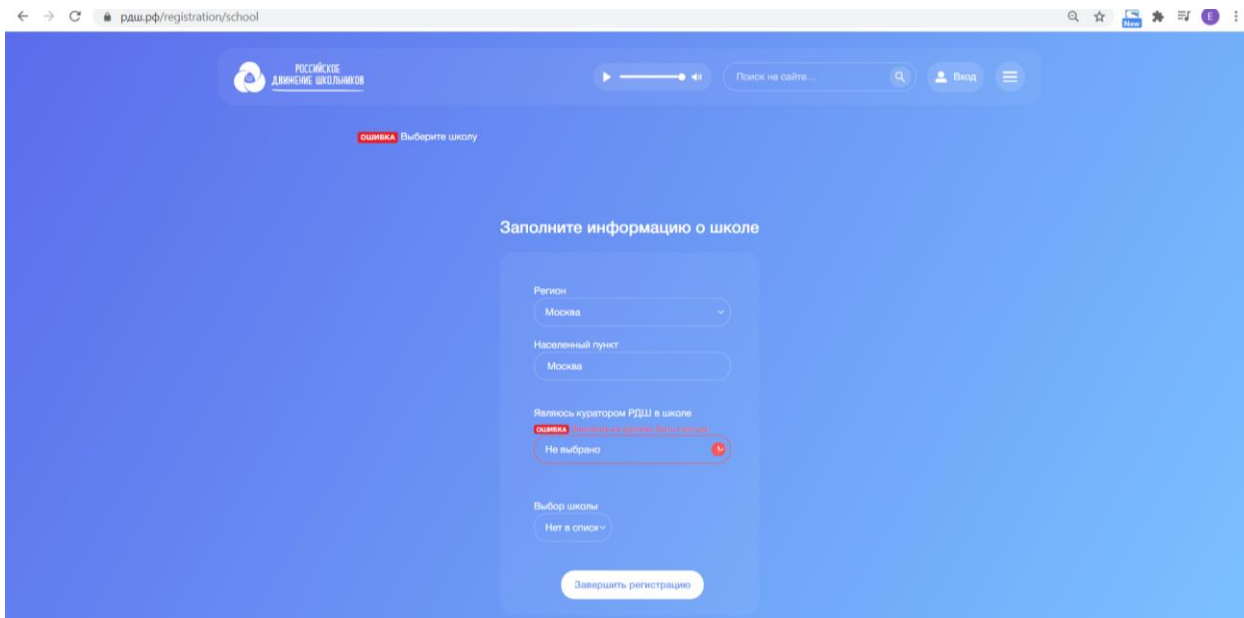 рдш.рф/registration/school
New
E
РОССИЙСКОЕ
ДВИЖЕНИЕ ШКОЛЬНИКОВ
Поиск на сайте...
Вход
ОШИБКА Выберите школу
Заполните информацию о школе
Регион
Москва
Населенный пункт
Москва
Являюсь куратором РДШ в школе
ОШИБКА
Не выбрано
Выбор школы
Нет в списк
Завершить регистрацию